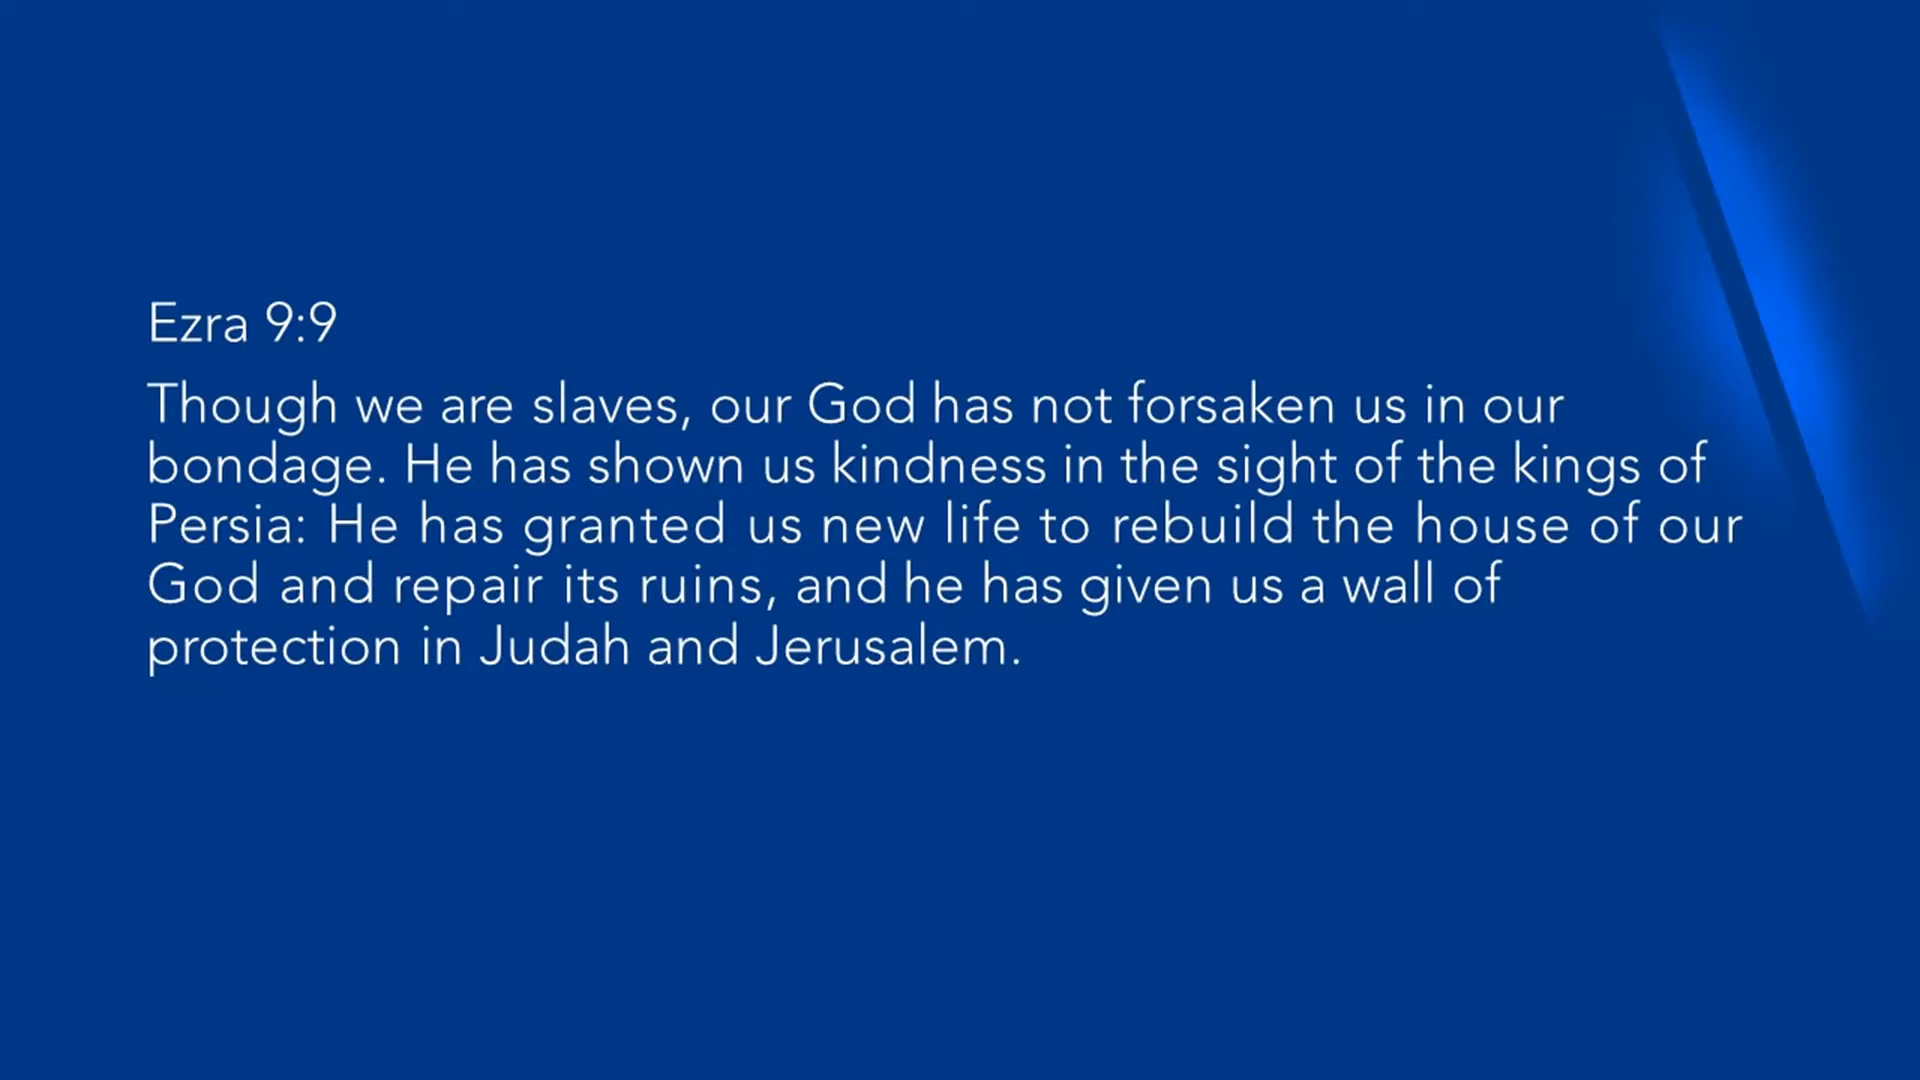 Ezra 9:9
Though we are slaves, our God has not forsaken us in our
bondage. He has shown us kindness in the sight of the kings of
Persia: He has granted us new life to rebuild the house of our
God and repair its ruins, and he has given us a wall of
protection in Judah and Jerusalem.